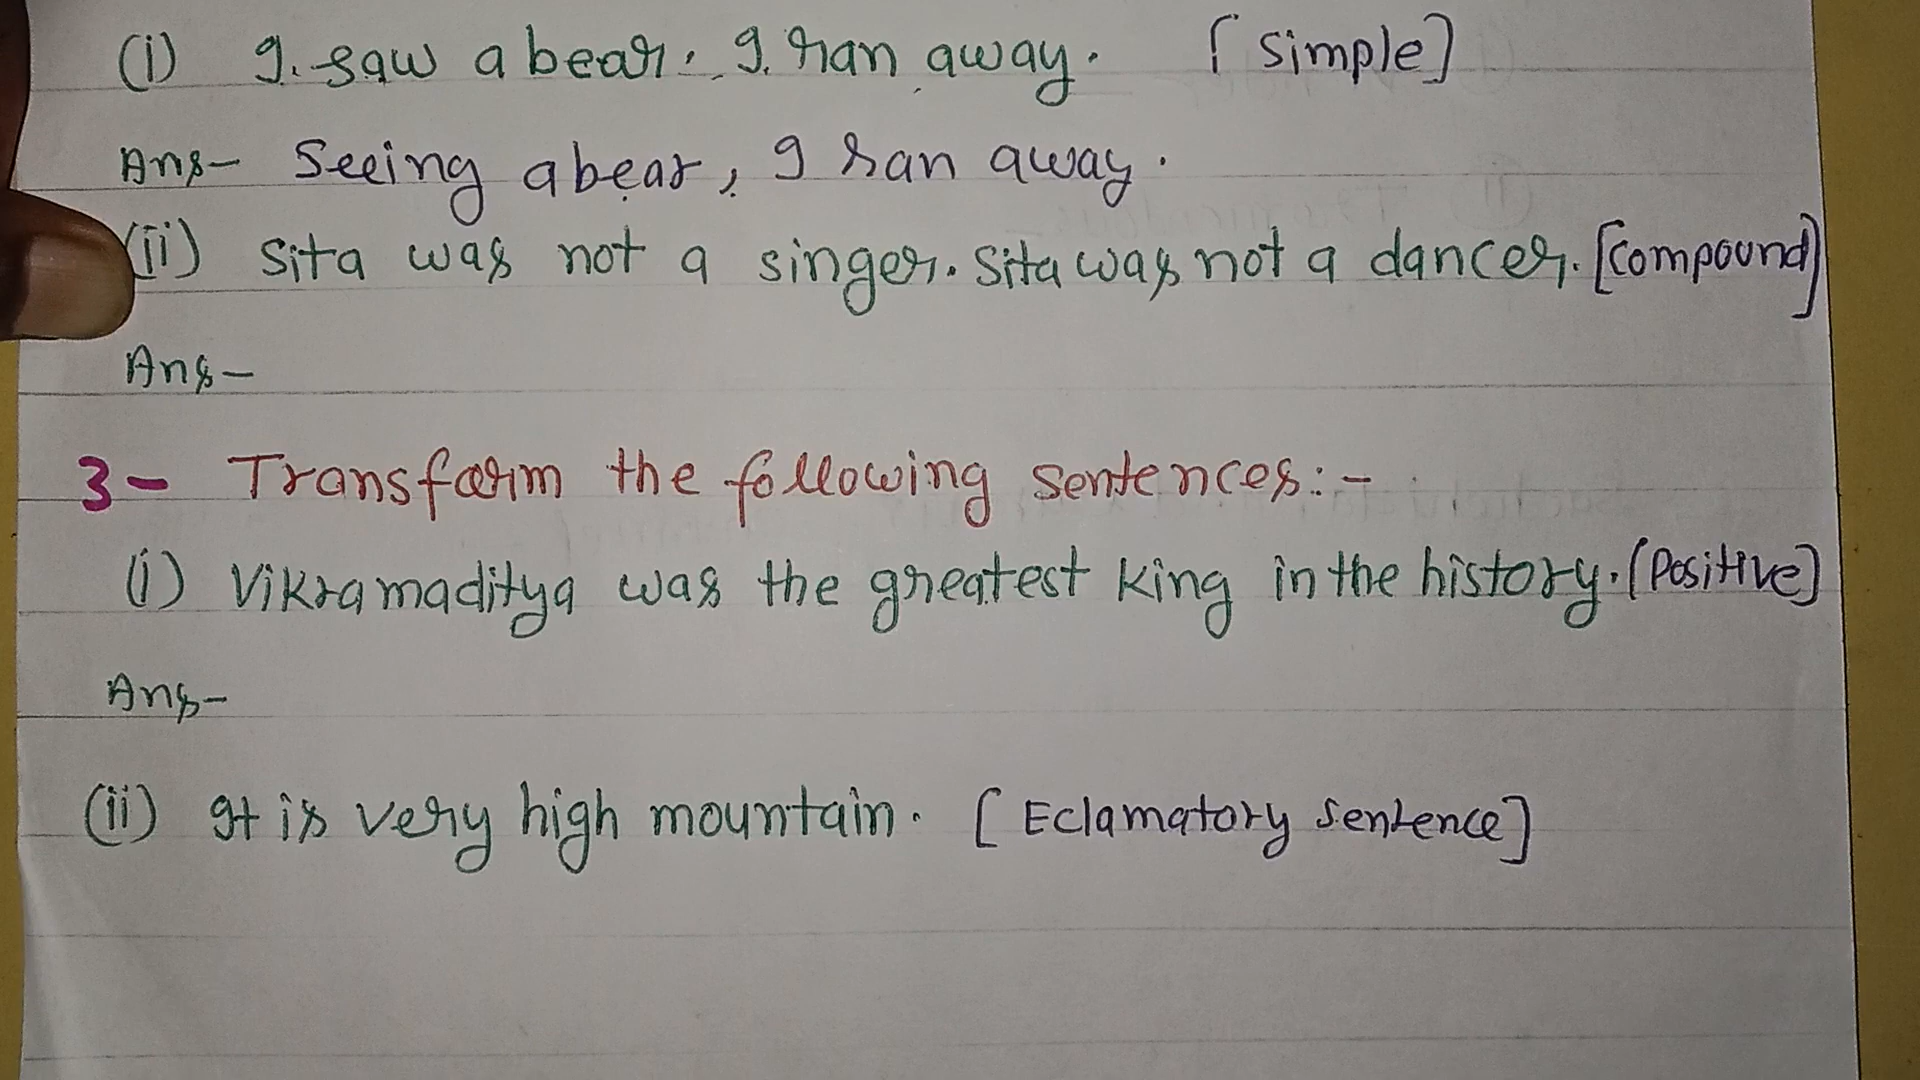 (i) I saw a bear. I ran away. [Simple]
Ans- Seeing a bear, I ran away.
(ii) Sita was not a singer. Sita was not a dancer. [Compound]
Ans-
3- Transform the following sentences:-
(i) Vikramaditya was the greatest king in the history. (Positive]
Ans-
(ii) It is very high mountain. [Eclamatory Sentence]